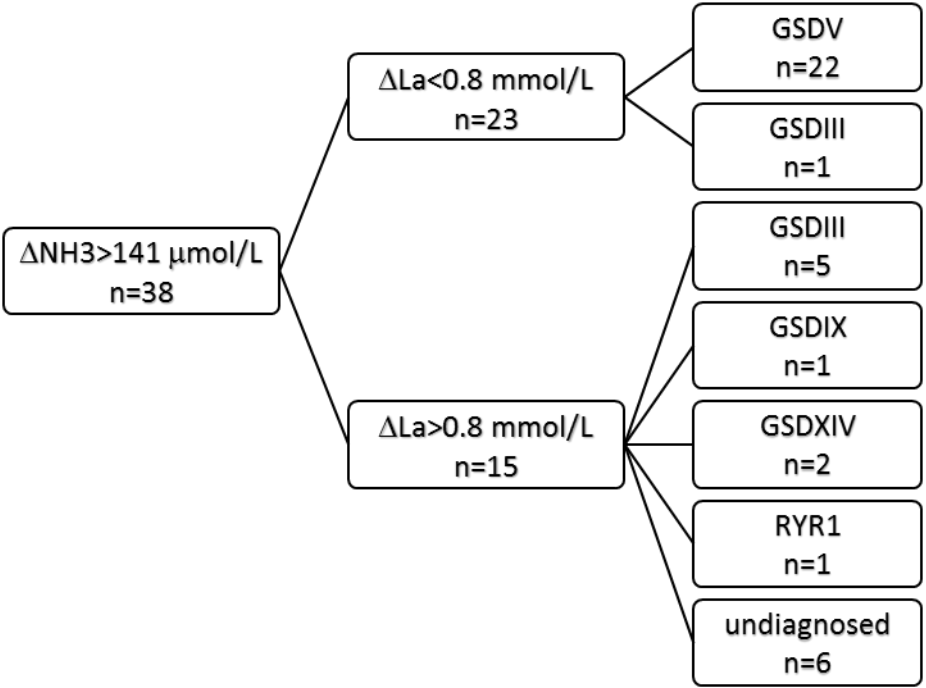 ΔNH3>141 μmol/L
n=38
ΔLa<0.8 mmol/L
n=23
GSDV
n=22
GSDIII
n=1
ΔLa>0.8 mmol/L
n=15
GSDIII
n=5
GSDIX
n=1
GSDXIV
n=2
RYR1
n=1
undiagnosed
n=6